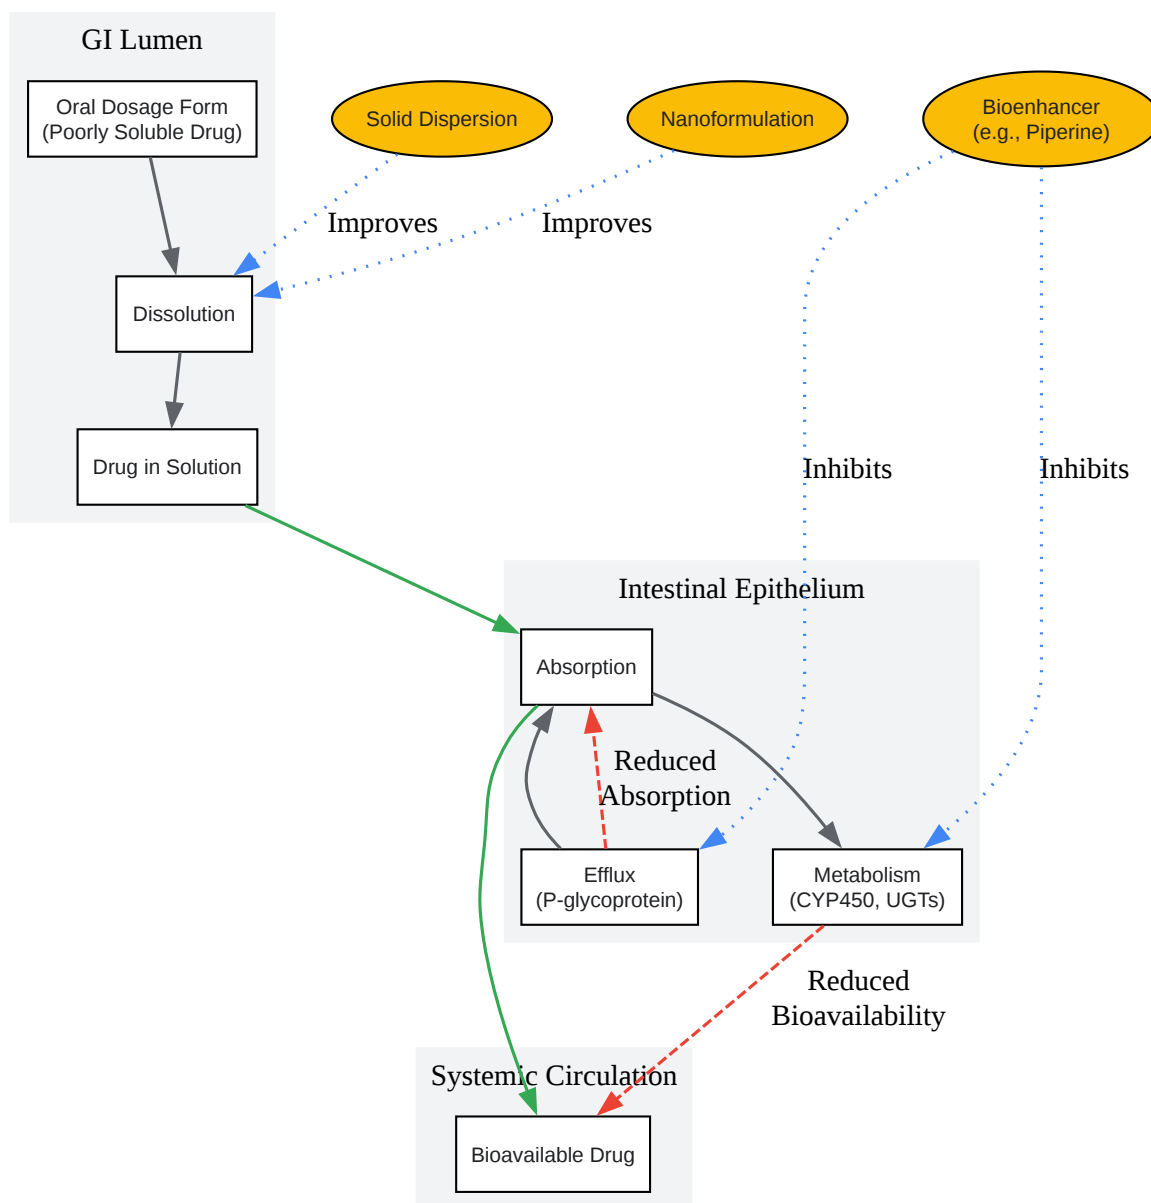 GI Lumen
Oral Dosage Form
(Poorly Soluble Drug)
Solid Dispersion
Nanoformulation
Bioenhancer
(e.g., Piperine)
Improves
Improves
Dissolution
Drug in Solution
Inhibits
Inhibits
Intestinal Epithelium
Absorption
Reduced
Absorption
Efflux
(P-glycoprotein)
Metabolism
(CYP450, UGTs)
Reduced
Bioavailability
Systemic Circulation
Bioavailable Drug